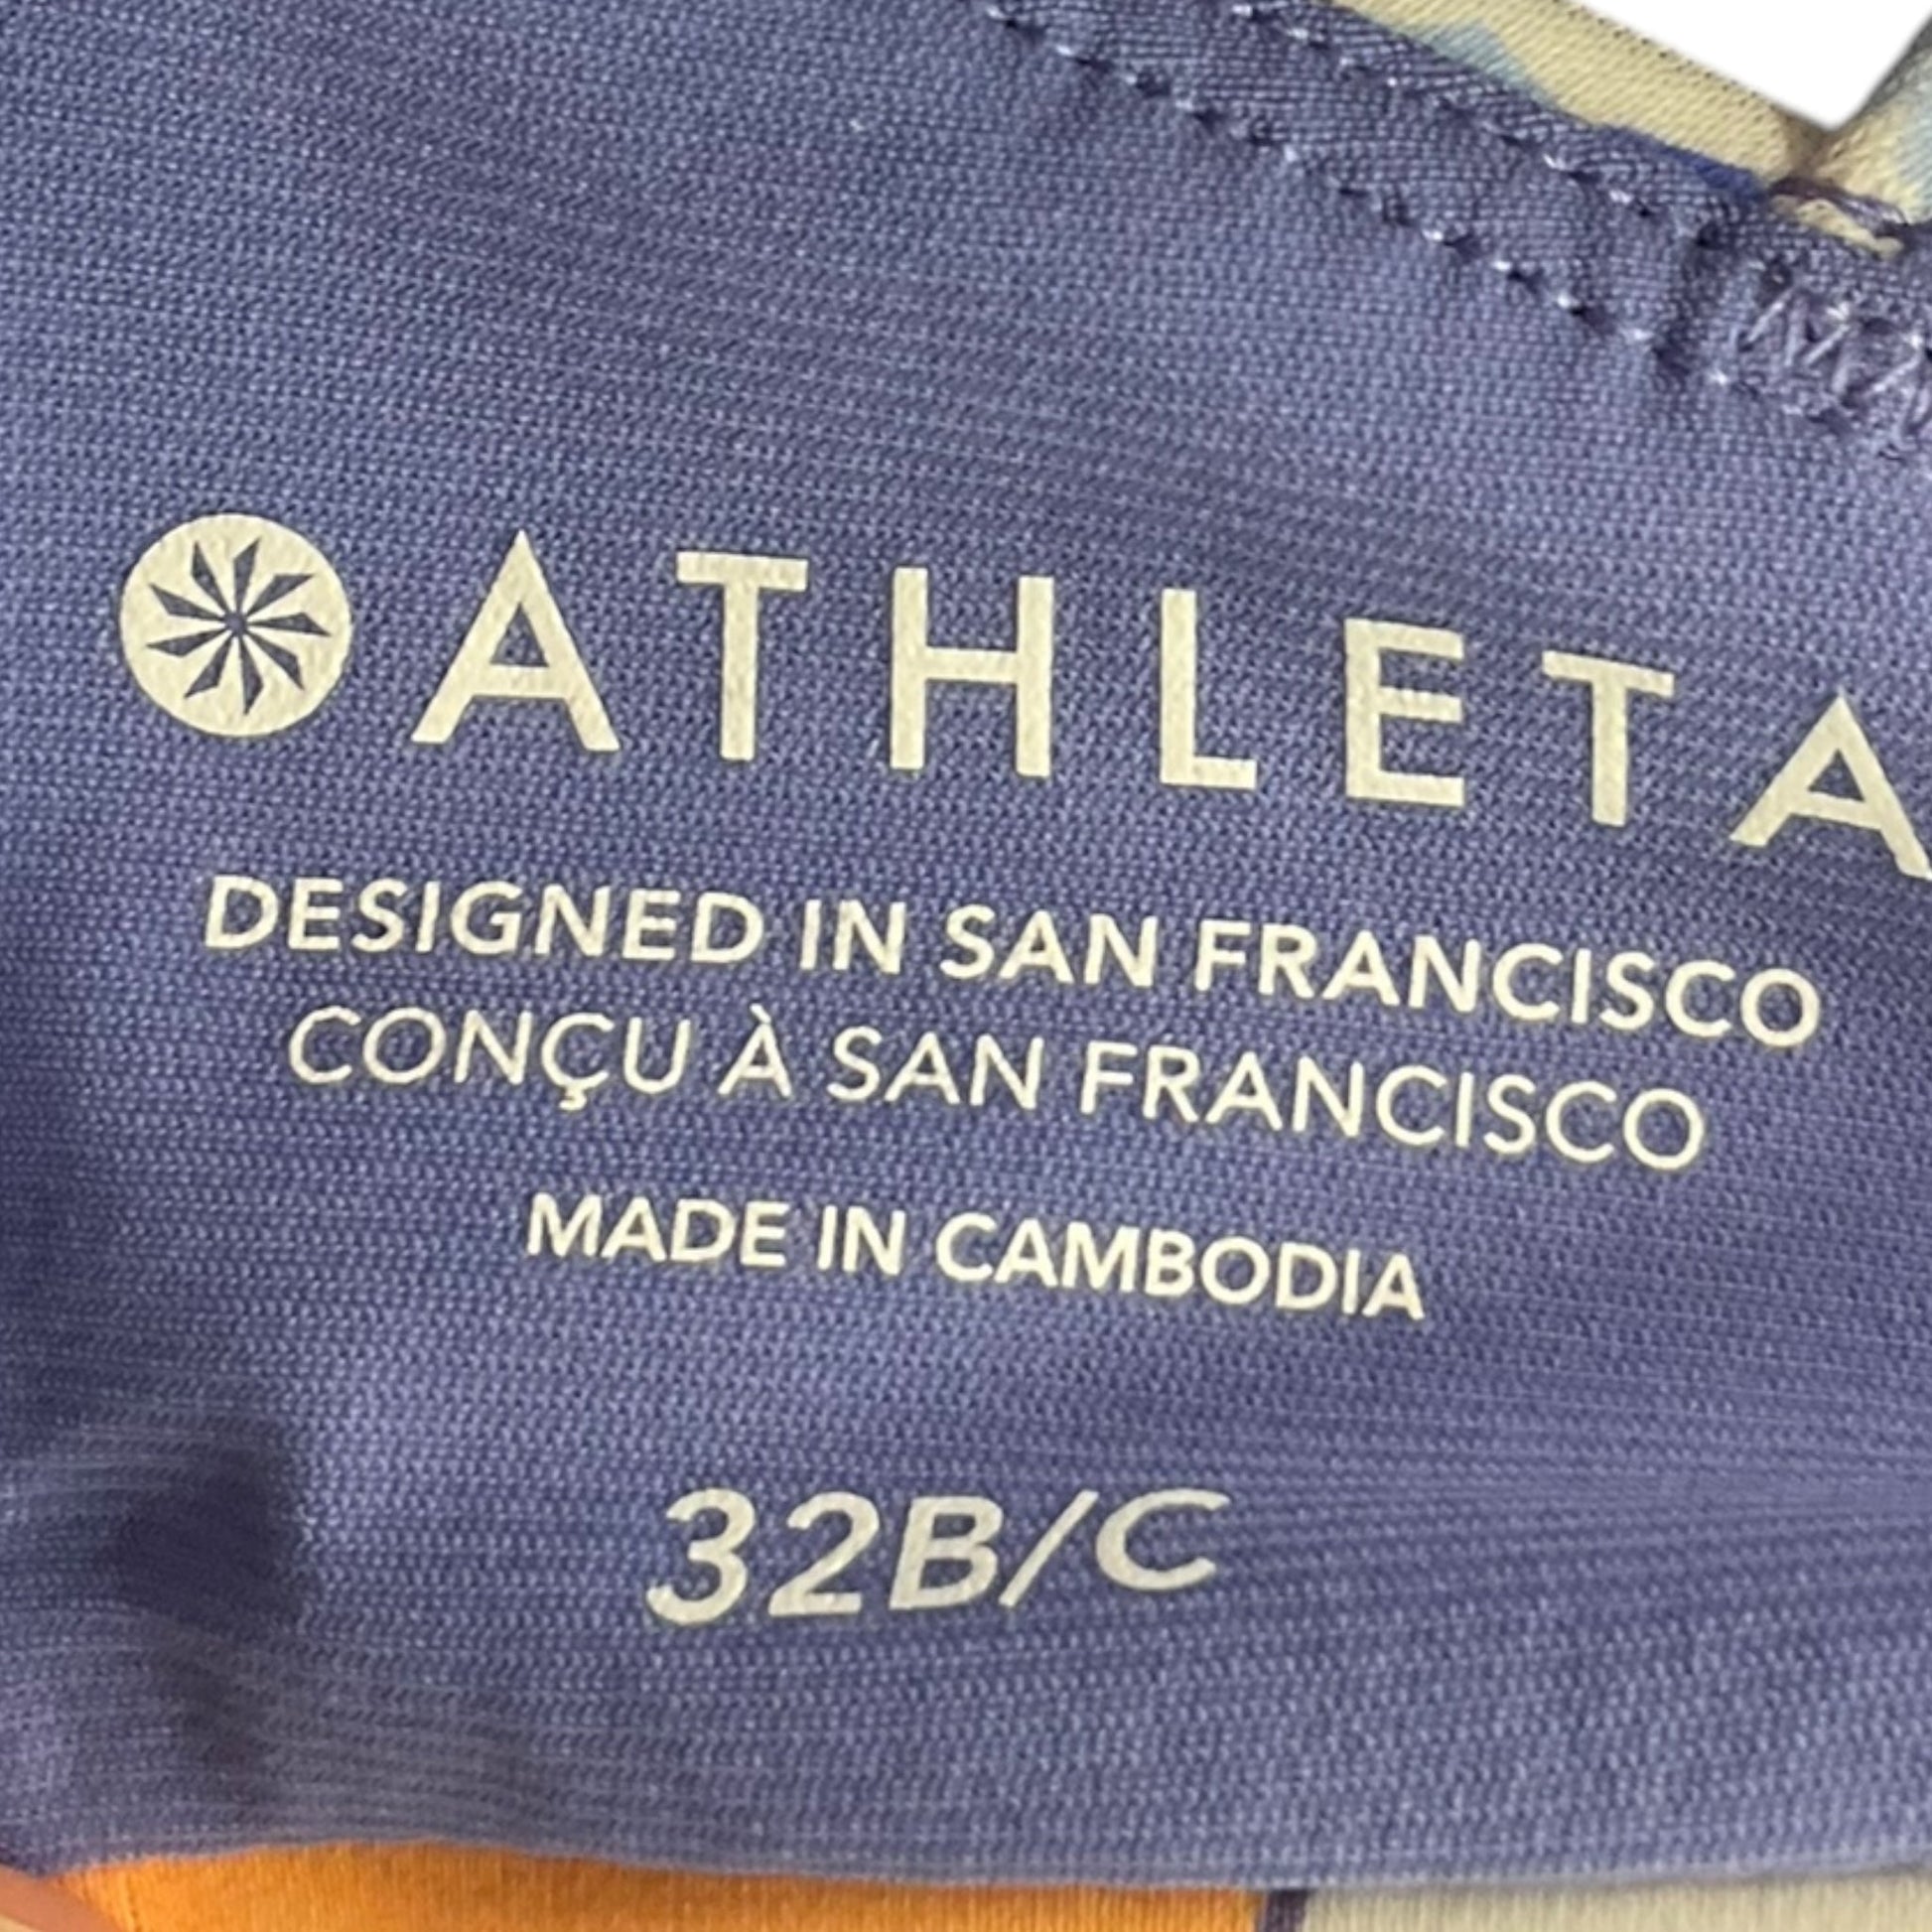 ATHLETA
DESIGNED IN SAN FRANCISCO
CONÇU À SAN FRANCISCO
MADE IN CAMBODIA
32B/C